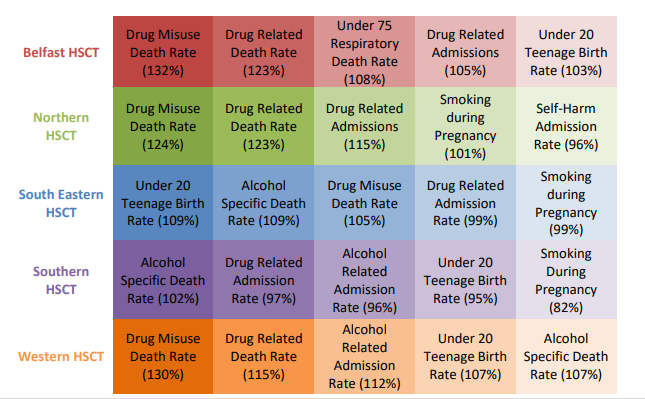 Belfast HSCT
Drug Misuse
Death Rate
(132%)
Drug Related
Death Rate
(123%)
Under 75
Respiratory
Death Rate
(108%)
Drug Related
Admissions
(105%)
Under 20
Teenage Birth
Rate (103%)
Northern
HSCT
Drug Misuse
Death Rate
(124%)
Drug Related
Death Rate
(123%)
Drug Related
Admissions
(115%)
Smoking
during
Pregnancy
(101%)
Self-Harm
Admission
Rate (96%)
South Eastern
HSCT
Under 20
Teenage Birth
Rate (109%)
Alcohol
Specific Death
Rate (109%)
Drug Misuse
Death Rate
(105%)
Drug Related
Admission
Rate (99%)
Smoking
during
Pregnancy
(99%)
Southern
HSCT
Alcohol
Specific Death
Rate (102%)
Drug Related
Admission
Rate (97%)
Alcohol
Related
Admission
Rate (96%)
Under 20
Teenage Birth
Rate (95%)
Smoking
During
Pregnancy
(82%)
Western HSCT
Drug Misuse
Death Rate
(130%)
Drug Related
Death Rate
(115%)
Alcohol
Related
Admission
Rate (112%)
Under 20
Teenage Birth
Rate (107%)
Alcohol
Specific Death
Rate (107%)